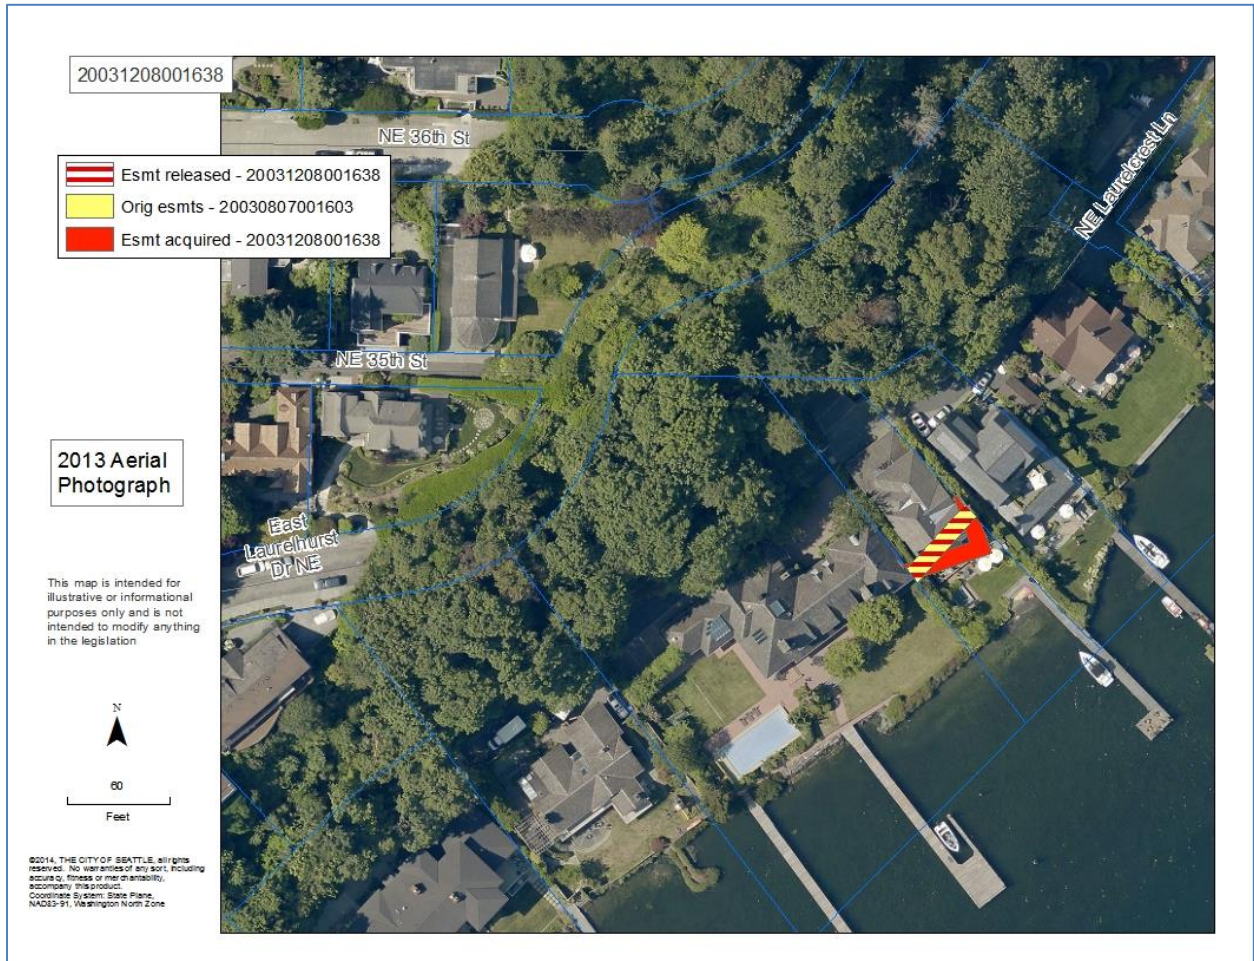 20031208001638
NE 36th St
Esmt released - 20031208001638
Orig esmts - 20030807001603
Esmt acquired - 20031208001638
NE Laurelcrest Ln
NE 35th St
2013 Aerial
Photograph
East
Laurelhurst
Dr NE
This map is intended for
illustrative or informational
purposes only and is not
intended to modify anything
in the legislation
N
60
Feet
©2014, THE CITY OF SEATTLE, all rights
reserved. No warranties of any sort, including
accuracy, fitness or merchantability,
accompany this product.
Coordinate System: State Plane,
NAD83-91, Washington North Zone